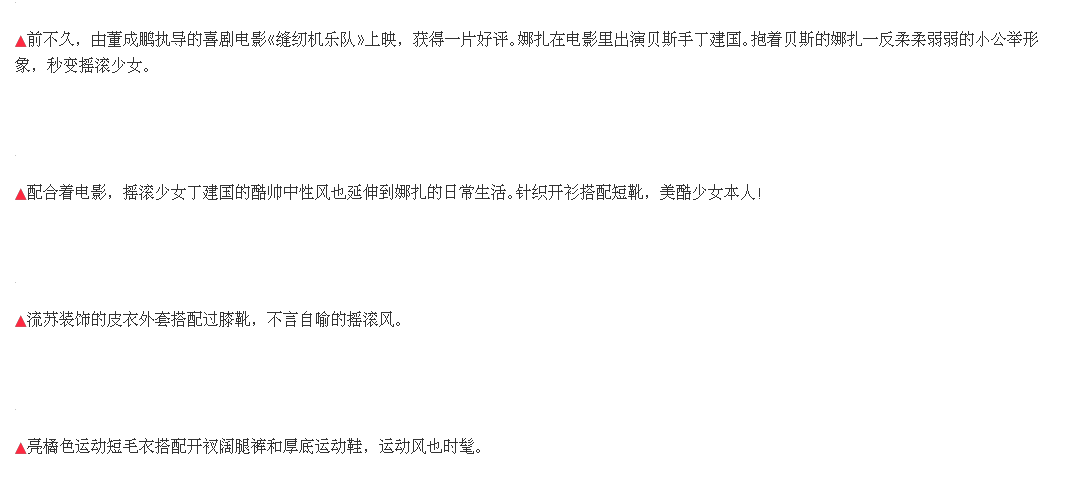 ▲前不久，由董成鹏执导的喜剧电影《缝纫机乐队》上映，获得一片好评。娜扎在电影里出演贝斯手丁建国。抱着贝斯的娜扎一反柔柔弱弱的小公举形
象，秒变摇滚少女。
▲配合着电影，摇滚少女丁建国的酷帅中性风也延伸到娜扎的日常生活。针织开衫搭配短靴，美酷少女本人！
▲流苏装饰的皮衣外套搭配过膝靴，不言自喻的摇滚风。
▲亮橘色运动短毛衣搭配开衩阔腿裤和厚底运动鞋，运动风也时髦。